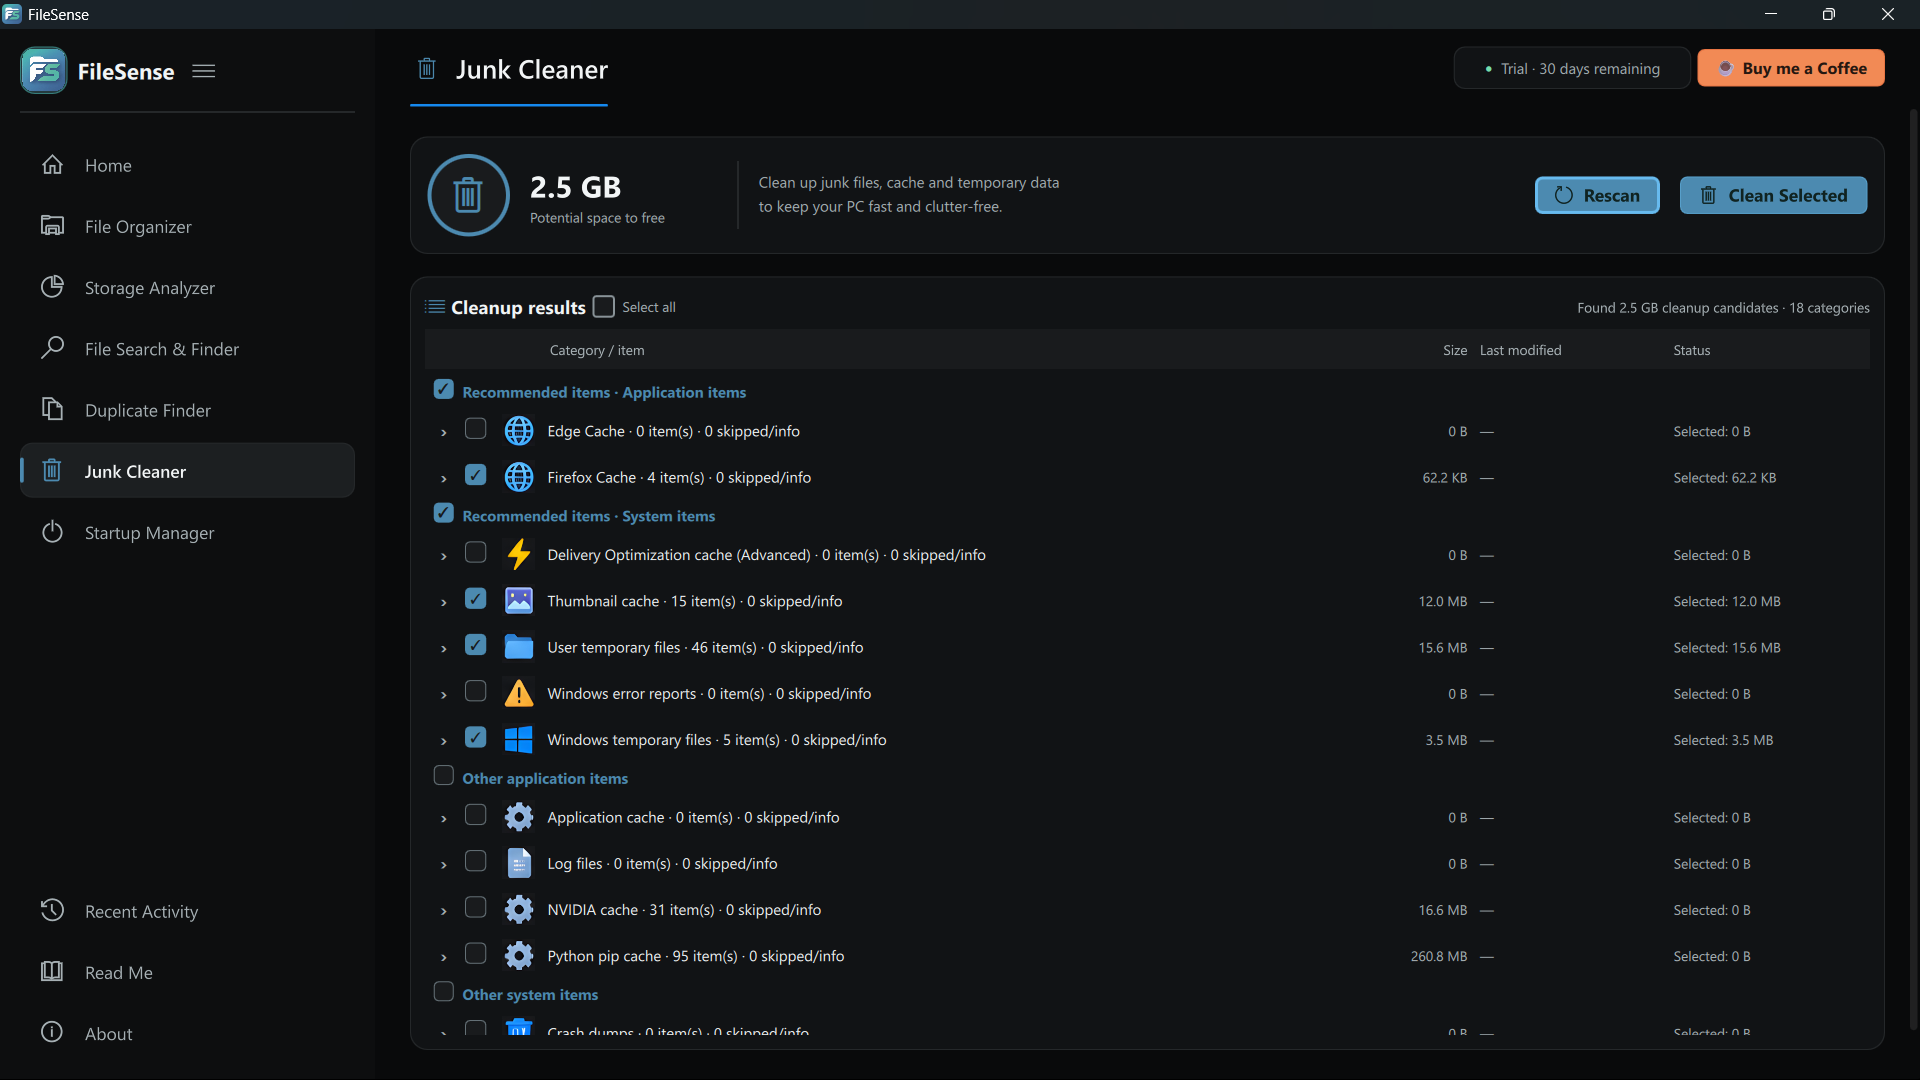 FileSense
FileSense
Junk Cleaner
Trial · 30 days remaining
Buy me a Coffee
Home
File Organizer
Storage Analyzer
File Search & Finder
Duplicate Finder
Junk Cleaner
Startup Manager
Recent Activity
Read Me
About
2.5 GB
Potential space to free
Clean up junk files, cache and temporary data
to keep your PC fast and clutter-free.
Rescan
Clean Selected
Cleanup results
Select all
Found 2.5 GB cleanup candidates · 18 categories
Category / item Size Last modified Status
Recommended items · Application items
Edge Cache · 0 item(s) · 0 skipped/info 0 B — Selected: 0 B
Firefox Cache · 4 item(s) · 0 skipped/info 62.2 KB — Selected: 62.2 KB
Recommended items · System items
Delivery Optimization cache (Advanced) · 0 item(s) · 0 skipped/info 0 B — Selected: 0 B
Thumbnail cache · 15 item(s) · 0 skipped/info 12.0 MB — Selected: 12.0 MB
User temporary files · 46 item(s) · 0 skipped/info 15.6 MB — Selected: 15.6 MB
Windows error reports · 0 item(s) · 0 skipped/info 0 B — Selected: 0 B
Windows temporary files · 5 item(s) · 0 skipped/info 3.5 MB — Selected: 3.5 MB
Other application items
Application cache · 0 item(s) · 0 skipped/info 0 B — Selected: 0 B
Log files · 0 item(s) · 0 skipped/info 0 B — Selected: 0 B
NVIDIA cache · 31 item(s) · 0 skipped/info 16.6 MB — Selected: 0 B
Python pip cache · 95 item(s) · 0 skipped/info 260.8 MB — Selected: 0 B
Other system items
Crash dumps · 0 item(s) · 0 skipped/info 0 B — Selected: 0 B